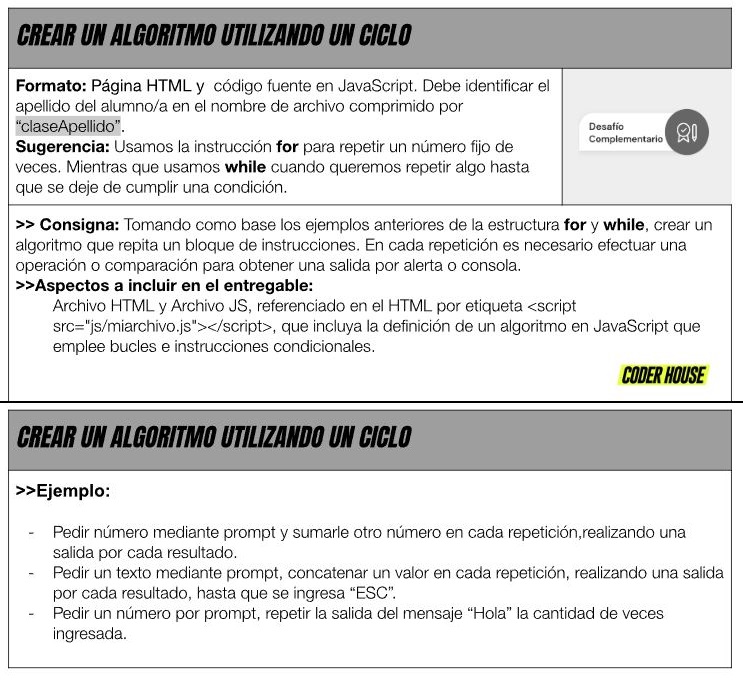 CREAR UN ALGORITMO UTILIZANDO UN CICLO
Formato: Página HTML y código fuente en JavaScript. Debe identificar el
apellido del alumno/a en el nombre de archivo comprimido por
“claseApellido”.
Sugerencia: Usamos la instrucción for para repetir un número fijo de
veces. Mientras que usamos while cuando queremos repetir algo hasta
que se deje de cumplir una condición.
Desafío
Complementario
>> Consigna: Tomando como base los ejemplos anteriores de la estructura for y while, crear un
algoritmo que repita un bloque de instrucciones. En cada repetición es necesario efectuar una
operación o comparación para obtener una salida por alerta o consola.
>>Aspectos a incluir en el entregable:
Archivo HTML y Archivo JS, referenciado en el HTML por etiqueta <script
src="js/miarchivo.js"></script>, que incluya la definición de un algoritmo en JavaScript que
emplee bucles e instrucciones condicionales.
CODER HOUSE
CREAR UN ALGORITMO UTILIZANDO UN CICLO
>>Ejemplo:
- Pedir número mediante prompt y sumarle otro número en cada repetición,realizando una
salida por cada resultado.
- Pedir un texto mediante prompt, concatenar un valor en cada repetición, realizando una salida
por cada resultado, hasta que se ingresa “ESC”.
- Pedir un número por prompt, repetir la salida del mensaje “Hola” la cantidad de veces
ingresada.